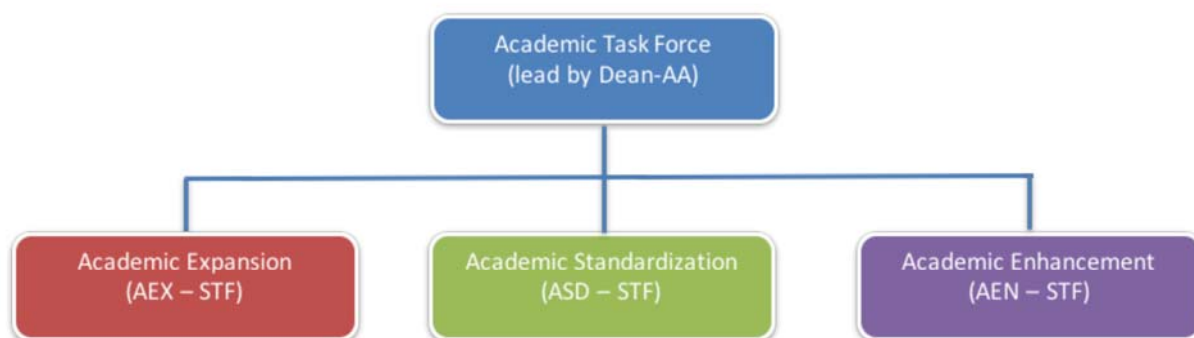 Academic Task Force
(lead by Dean-AA)
Academic Expansion
(AEX – STF)
Academic Standardization
(ASD – STF)
Academic Enhancement
(AEN – STF)